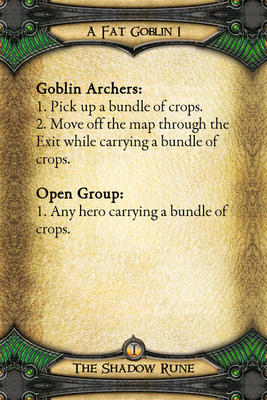 A Fat Goblin I
Goblin Archers:
1. Pick up a bundle of crops.
2. Move off the map through the
Exit while carrying a bundle of
crops.
Open Group:
1. Any hero carrying a bundle of
crops.
I
The Shadow Rune